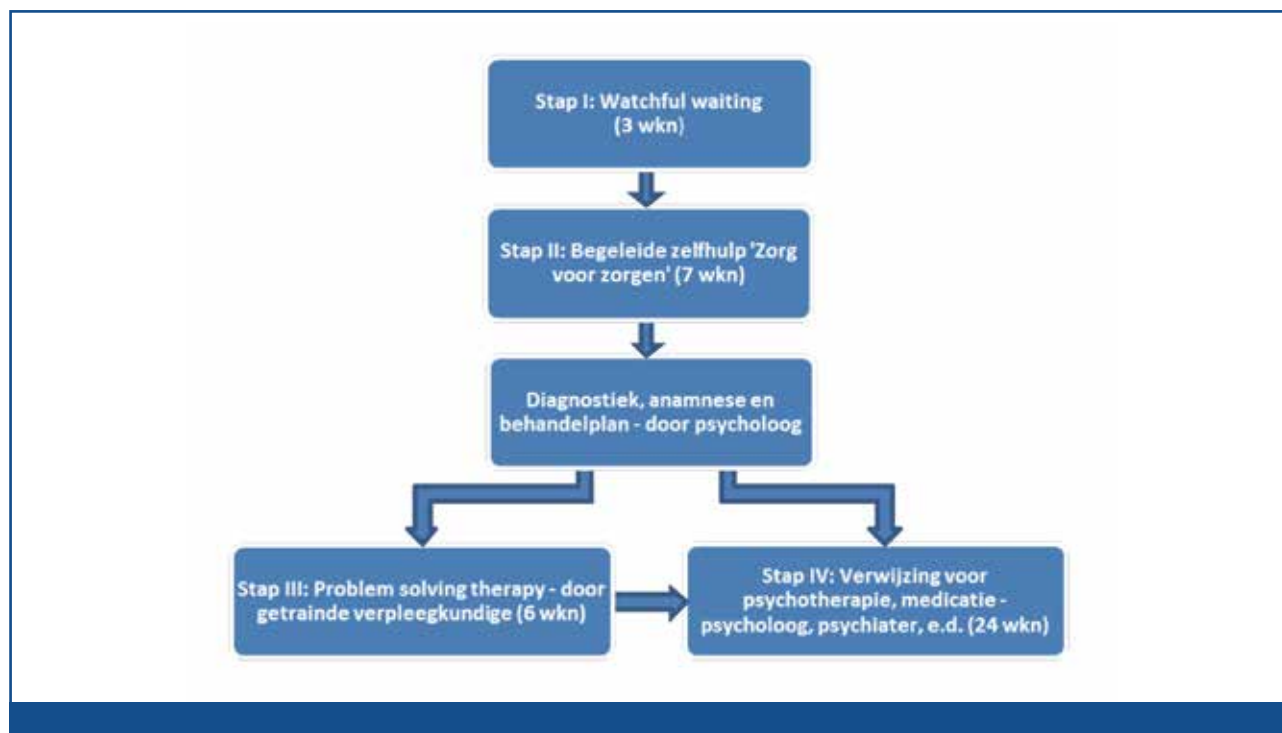 Stap I: Watchful waiting
(3 wkn)
Stap II: Begeleide zelfhulp 'Zorg
voor zorgen' (7 wkn)
Diagnostiek, anamnese en
behandelplan - door psycholoog
Stap III: Problem solving therapy - door
getrainde verpleegkundige (6 wkn)
Stap IV: Verwijzing voor
psychotherapie, medicatie -
psycholoog, psychiater, e.d. (24 wkn)